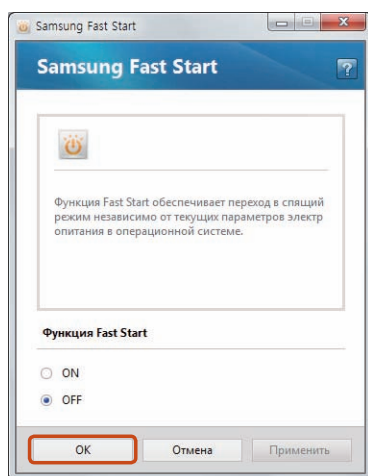 Samsung Fast Start
Samsung Fast Start
?
Функция Fast Start обеспечивает переход в спящий
режим независимо от текущих параметров электр
опитания в операционной системе.
Функция Fast Start
ON
OFF
OK
Отмена
Применить